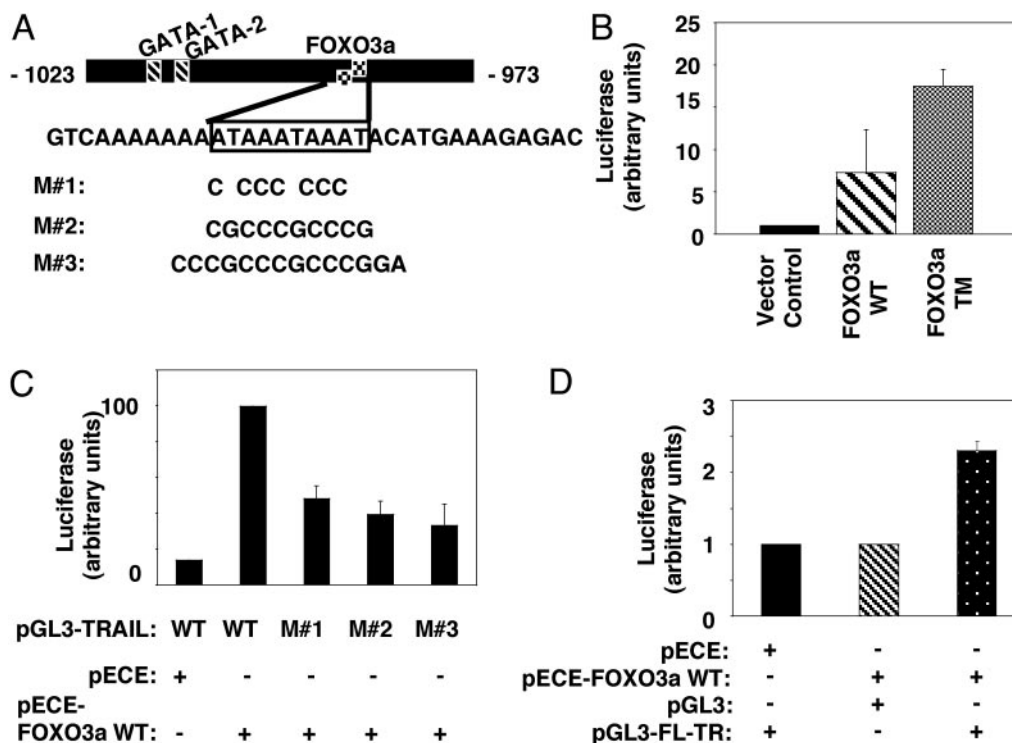 A
GATA-1
GATA-2
FOXO3a
- 1023
- 973
GTCAAAAAAAATAAATAAATACATGAAAGAGAC
M#1: C CCC CCC
M#2: CGCCCGCCCG
M#3: CCCGCCCGCCCGGA
B
Luciferase
(arbitrary units)
25
20
15
10
5
0
Vector
Control
FOXO3a
WT
FOXO3a
TM
C
Luciferase
(arbitrary units)
100
0
pGL3-TRAIL: WT WT M#1 M#2 M#3
pECE: + - - - -
pECE-
FOXO3a WT: - + + + +
D
Luciferase
(arbitrary units)
3
2
1
0
pECE: + - -
pECE-FOXO3a WT: - + +
pGL3: - + -
pGL3-FL-TR: + - +